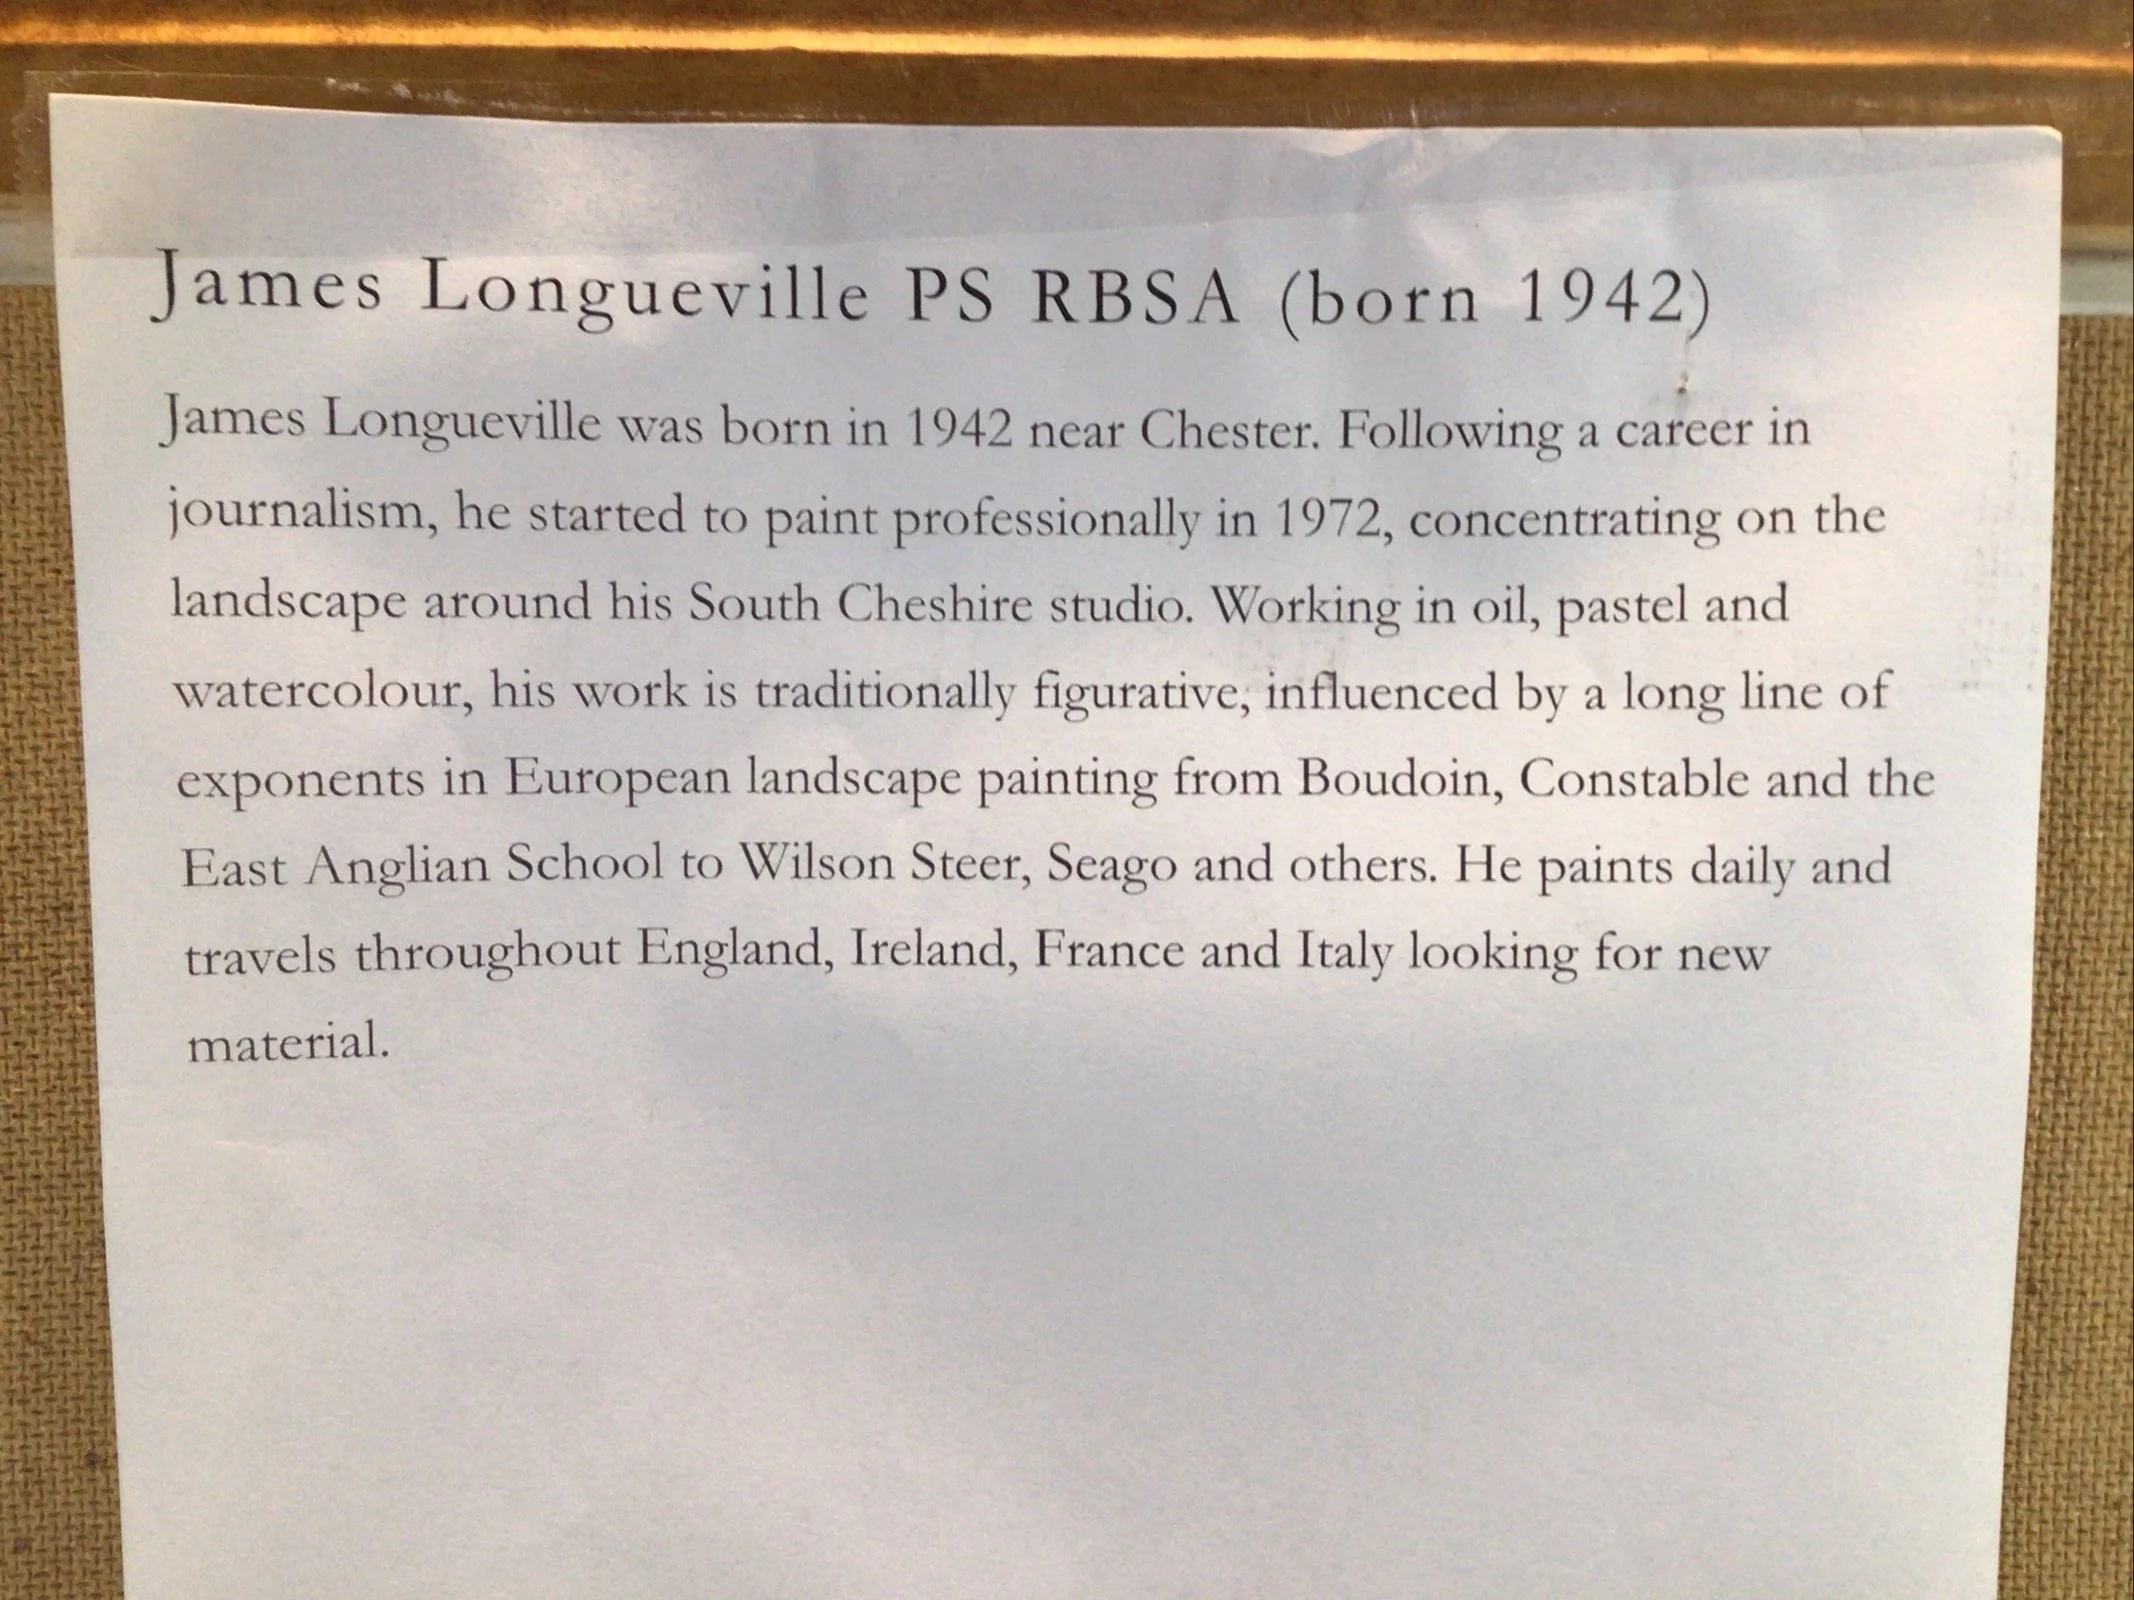 James Longueville PS RBSA (born 1942)
James Longueville was born in 1942 near Chester. Following a career in
journalism, he started to paint professionally in 1972, concentrating on the
landscape around his South Cheshire studio. Working in oil, pastel and
watercolour, his work is traditionally figurative, influenced by a long line of
exponents in European landscape painting from Boudoin, Constable and the
East Anglian School to Wilson Steer, Seago and others. He paints daily and
travels throughout England, Ireland, France and Italy looking for new
material.